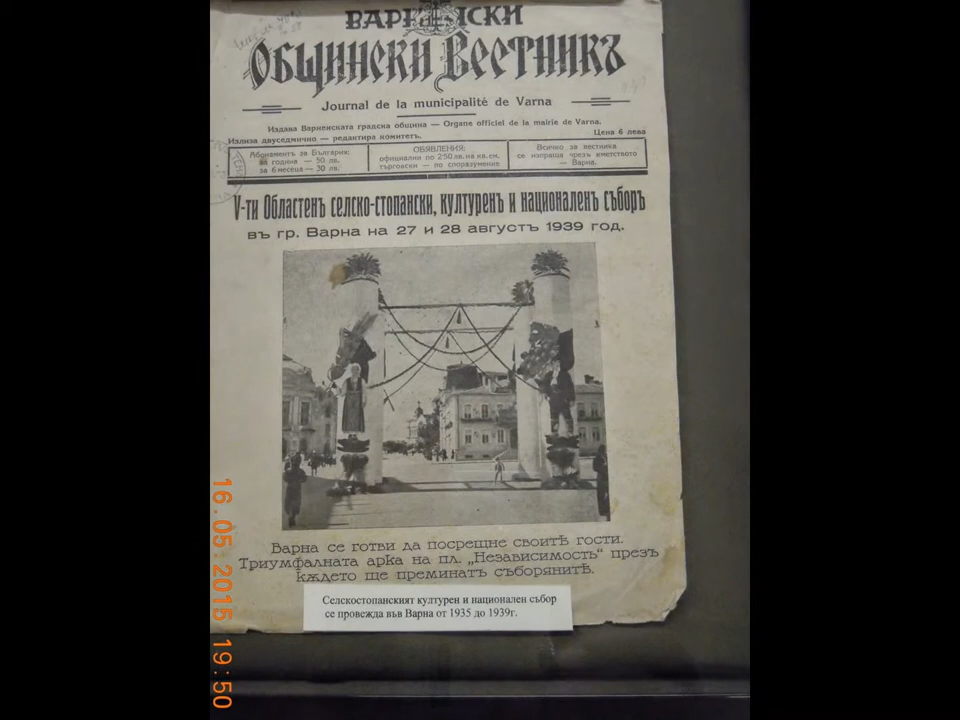 ВАРНЕНСКИ
Общински Вестникъ
Journal de la municipalité de Varna
Издава Варненската градска община — Organe officiel de la mairie de Varna.
Излиза двуседмично — редактира комитетъ.
Цена 6 лева
Абонаментъ за България:
за година — 50 лв.
за 6 месеца — 30 лв.
ОБЯВЛЕНИЯ:
официални по 2·50 лв. на кв. см.
търговски — по споразумение
Всичко за вестника
се изпраща чрезъ кметството
— Варна.
V-ти Областенъ селско-стопански, културенъ и националенъ съборъ
въ гр. Варна на 27 и 28 августъ 1939 год.
Варна се готви да посрещне своитѣ гости.
Триумфалната арка на пл. „Независимость“ презъ
кѫдето ще преминатъ съборянитѣ.
Селскостопанският културен и национален събор
се провежда във Варна от 1935 до 1939г.
16.05.2015 19:50